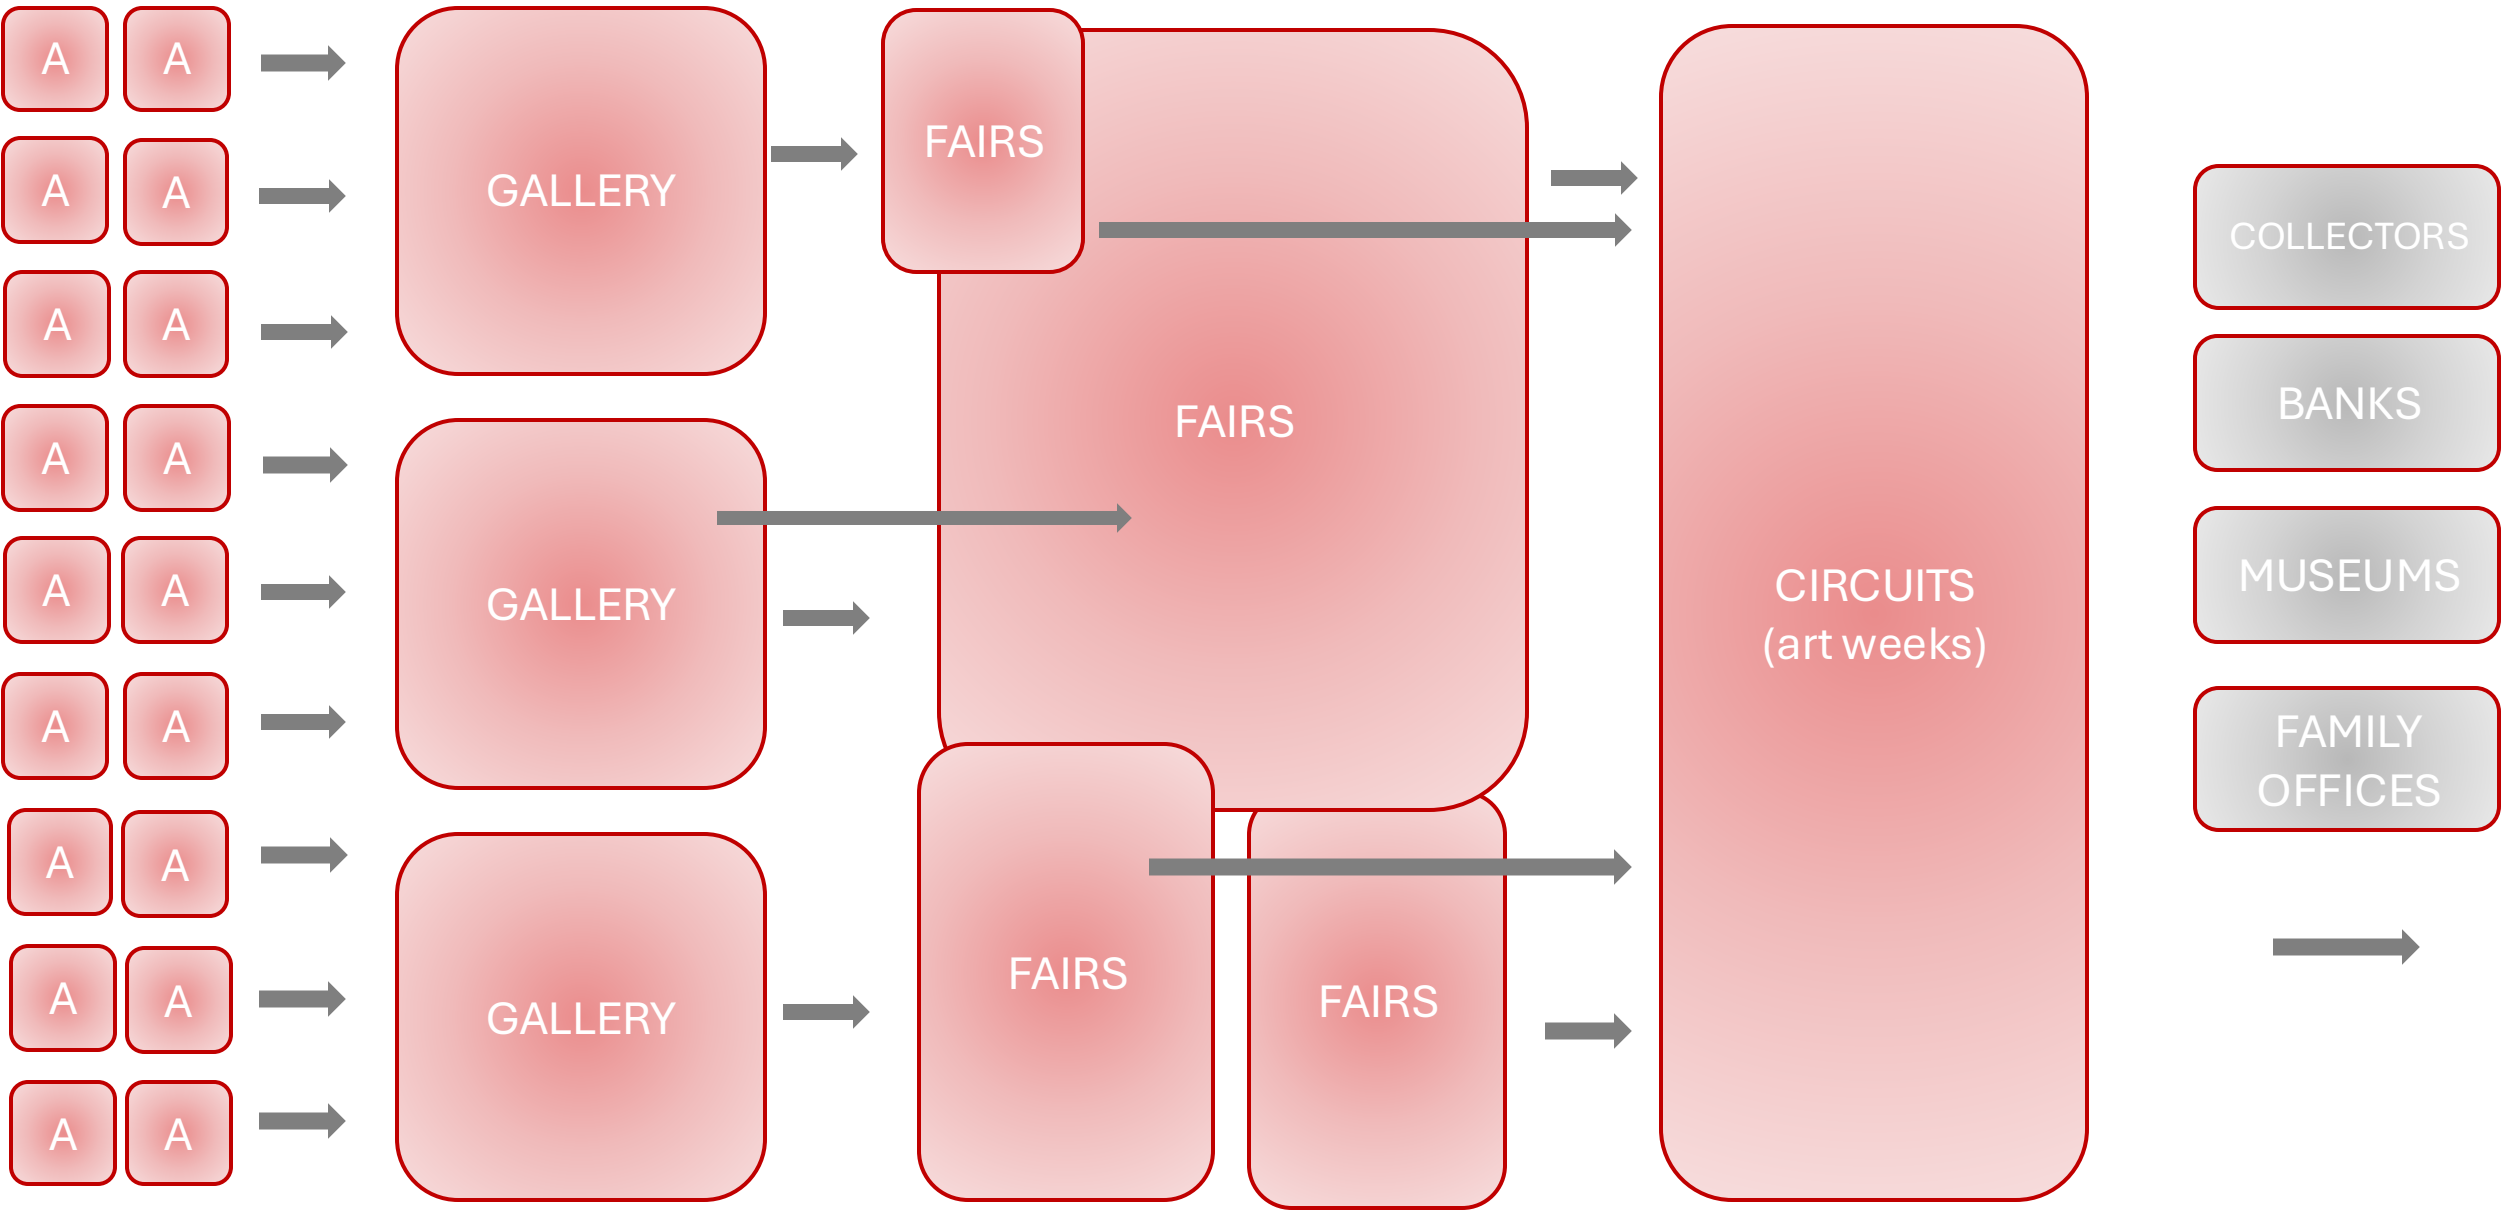 A A
A A
A A
A A
A A
A A
A A
A A
A A
GALLERY
GALLERY
GALLERY
FAIRS
FAIRS
FAIRS
FAIRS
CIRCUITS
(art weeks)
COLLECTORS
BANKS
MUSEUMS
FAMILY
OFFICES